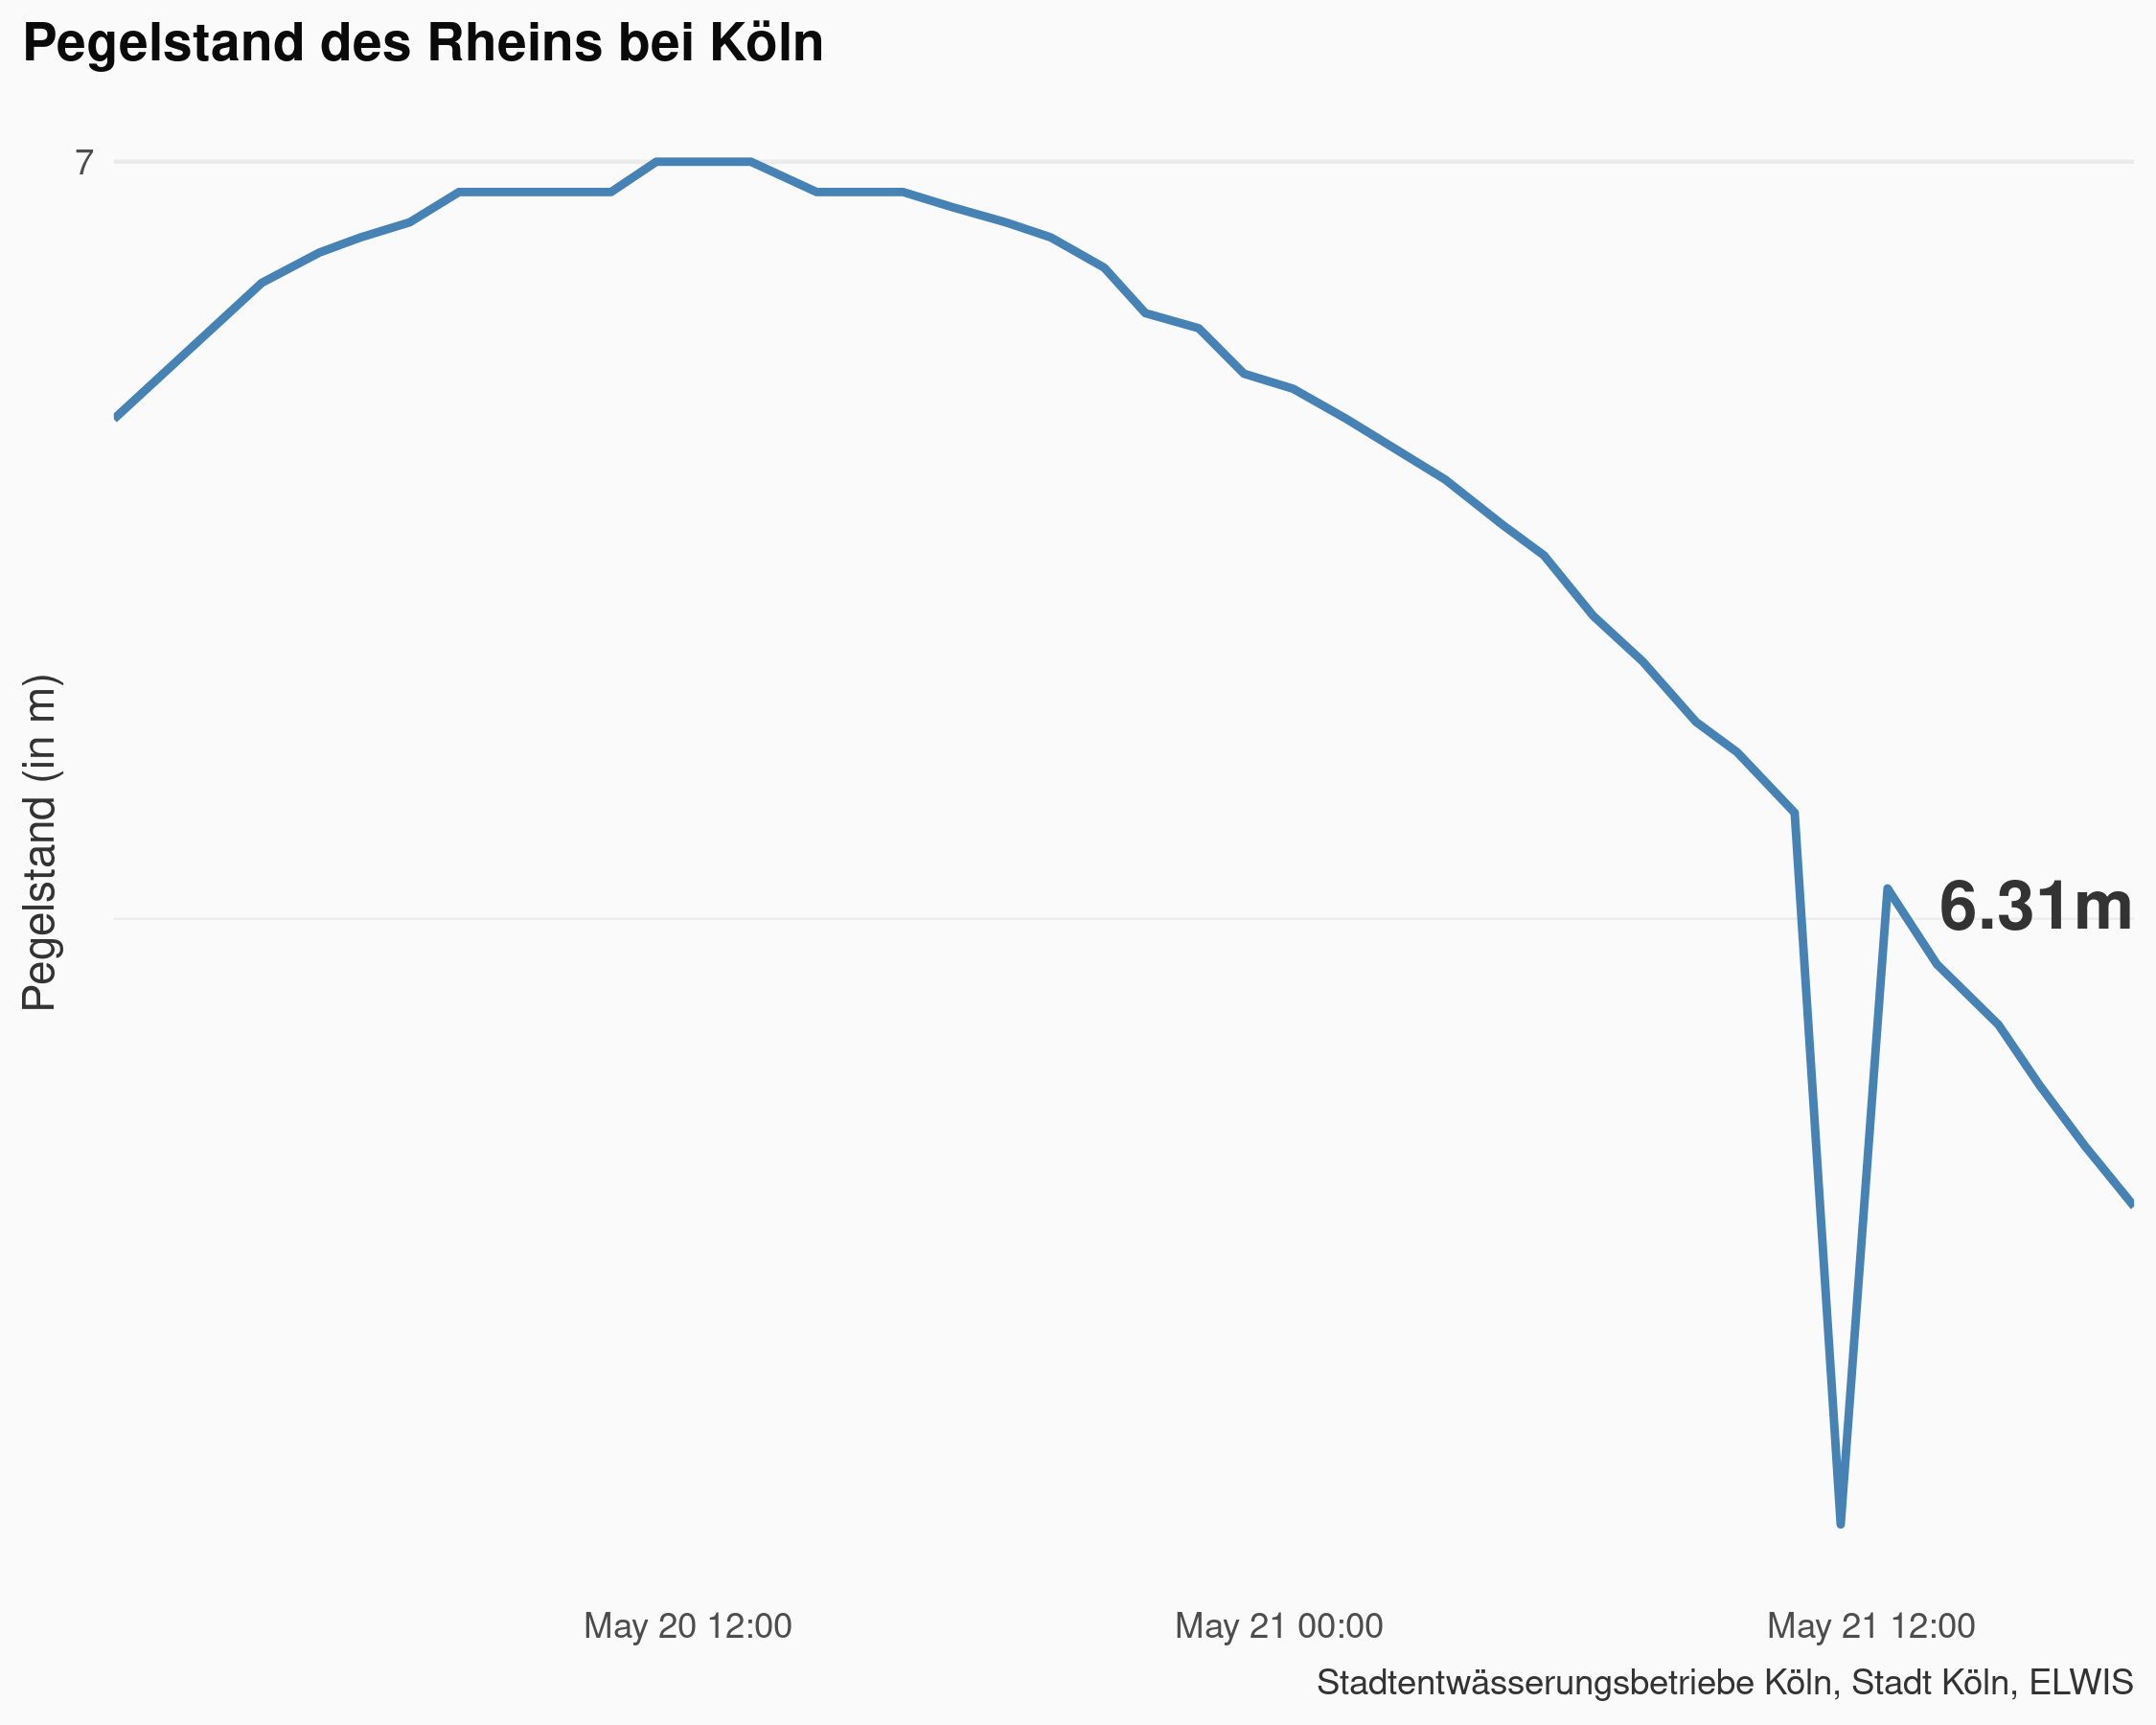 Pegelstand des Rheins bei Köln
7
Pegelstand (in m)
6.31m
May 20 12:00
May 21 00:00
May 21 12:00
Stadtentwässerungsbetriebe Köln, Stadt Köln, ELWIS